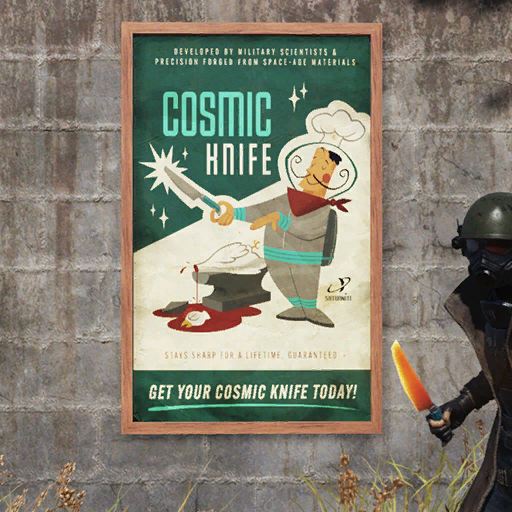 DEVELOPED BY MILITARY SCIENTISTS &
PRECISION FORGED FROM SPACE-AGE MATERIALS
COSMIC
KNIFE
STAYS SHARP FOR A LIFETIME, GUARANTEED
GET YOUR COSMIC KNIFE TODAY!